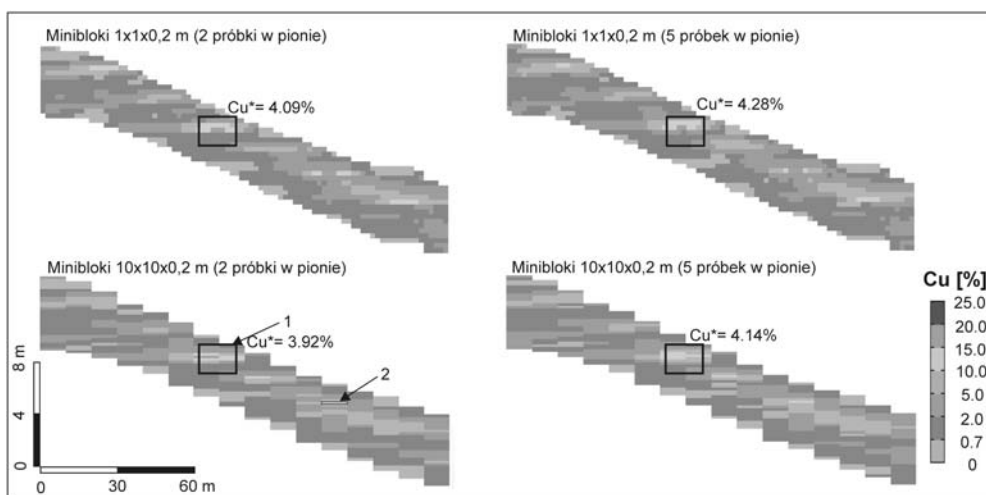 Minibloki 1x1x0,2 m (2 próbki w pionie)
Cu*= 4.09%
Minibloki 1x1x0,2 m (5 próbek w pionie)
Cu*= 4.28%
Minibloki 10x10x0,2 m (2 próbki w pionie)
1
Cu*= 3.92%
2
Minibloki 10x10x0,2 m (5 próbek w pionie)
Cu*= 4.14%
Cu [%]
25.0
20.0
15.0
10.0
5.0
2.0
0.7
0
8 m
4
0
0 30 60 m